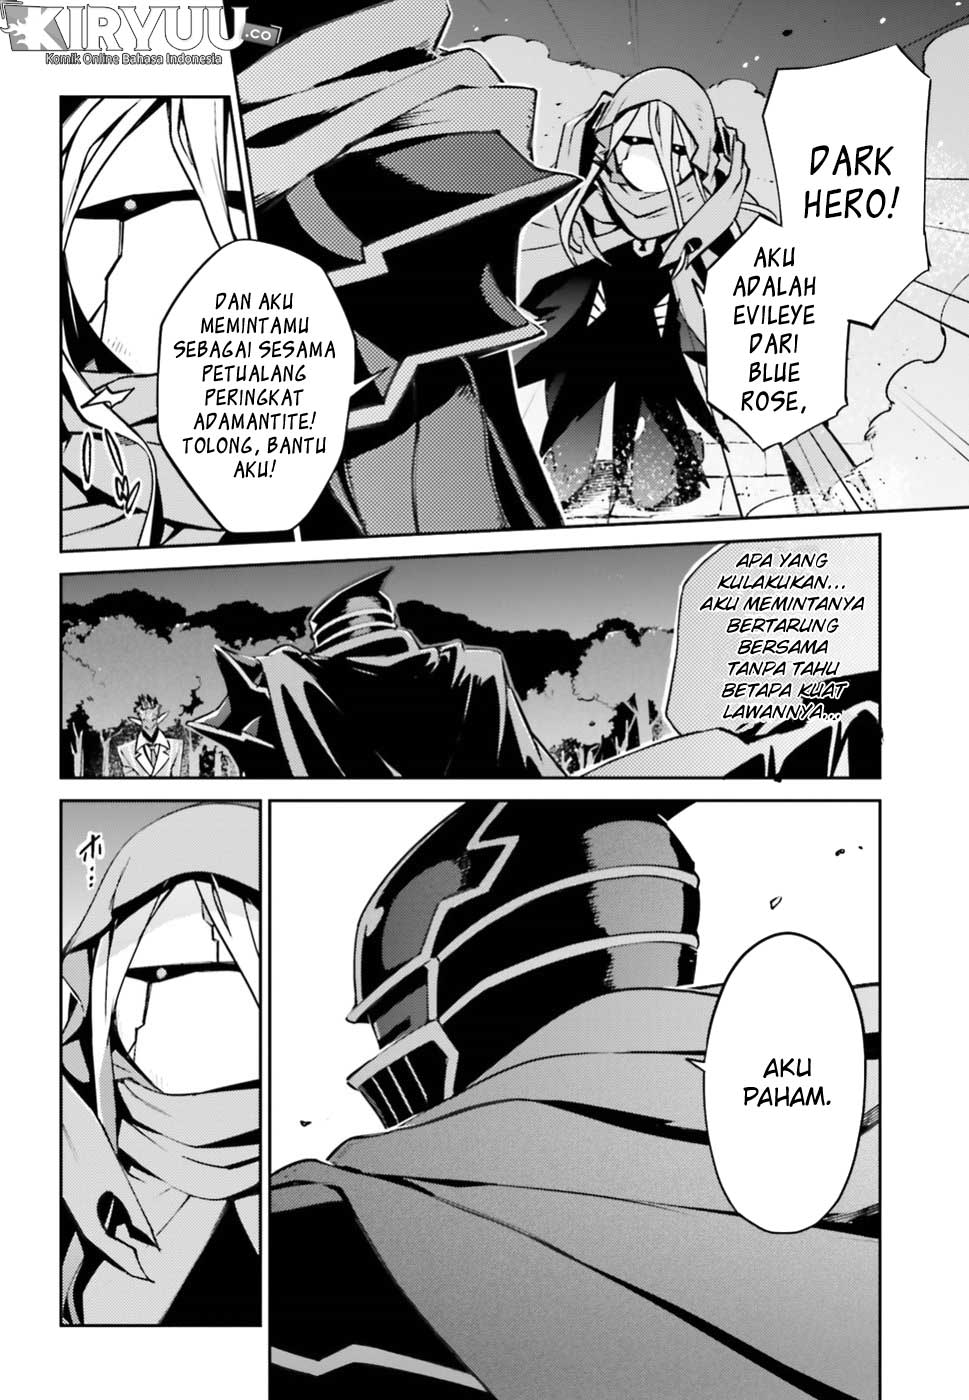 KIRYUU.co
Komik Online Bahasa Indonesia
DARK
HERO!
AKU
ADALAH
EVILEYE
DARI
BLUE
ROSE,
DAN AKU
MEMINTAMU
SEBAGAI SESAMA
PETUALANG
PERINGKAT
ADAMANTITE!
TOLONG, BANTU
AKU!
APA YANG
KULAKUKAN...
AKU MEMINTANYA
BERTARUNG
BERSAMA
TANPA TAHU
BETAPA KUAT
LAWANNYA...
AKU
PAHAM.
ホ…